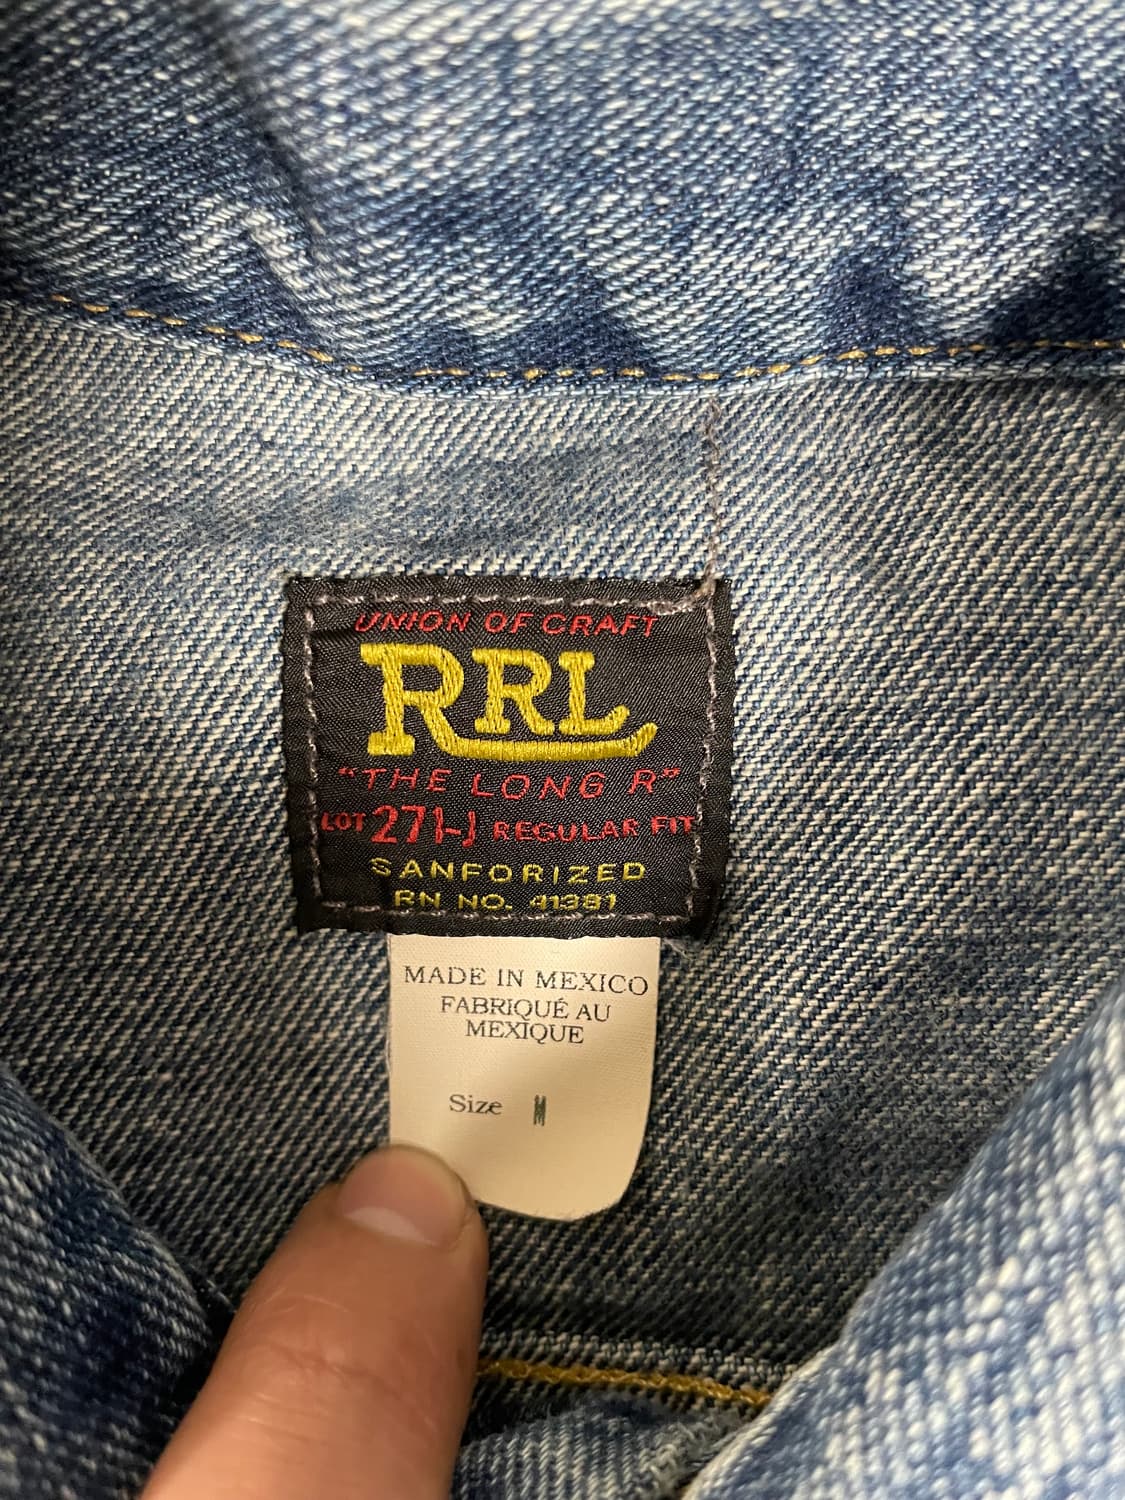 UNION OF CRAFT
RRL
"THE LONG R"
LOT 271-J REGULAR FIT
SANFORIZED
RN NO. 41381
MADE IN MEXICO
FABRIQUÉ AU
MEXIQUE
Size M